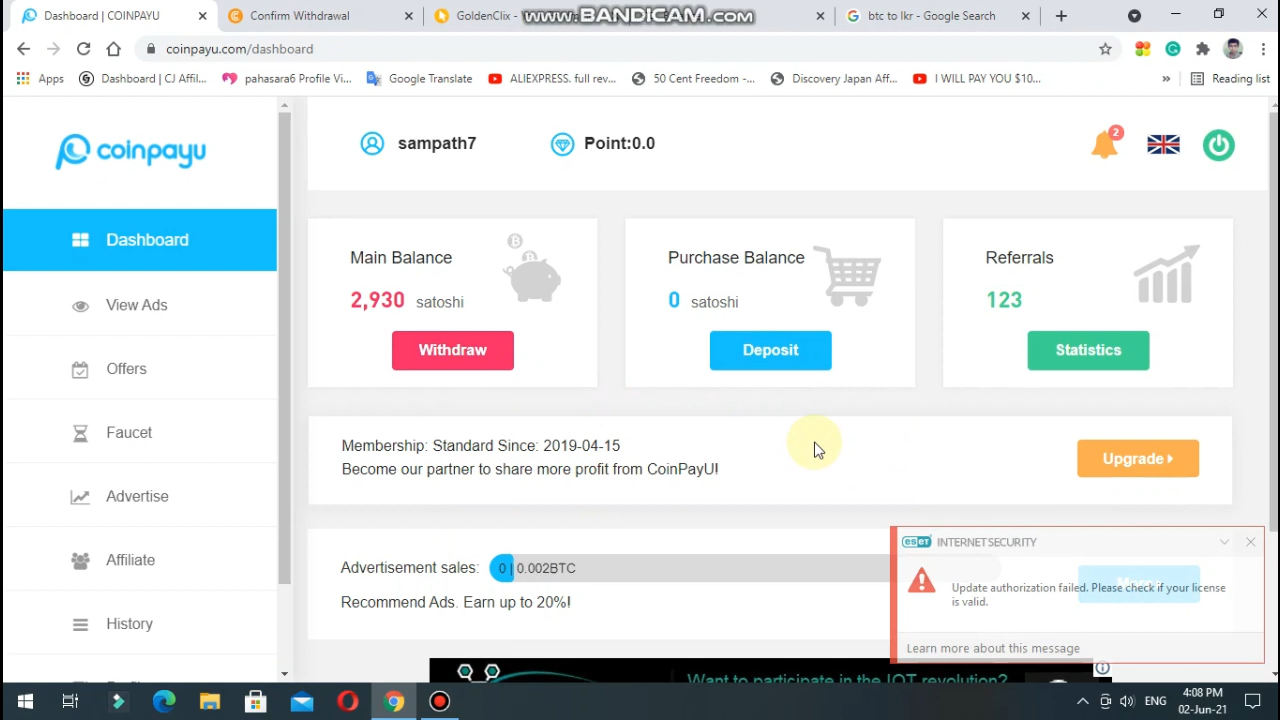 Dashboard | COINPAYU
Confirm Withdrawal
GoldenClix -
WWW.BANDICAM.COM
btc to lkr - Google Search
coinpayu.com/dashboard
Apps
Dashboard | CJ Affil...
pahasara6 Profile Vi...
Google Translate
ALIEXPRESS. full rev...
50 Cent Freedom -...
Discovery Japan Aff...
I WILL PAY YOU $10...
»
Reading list
coinpayu
sampath7
Point:0.0
2
Dashboard
View Ads
Offers
Faucet
Advertise
Affiliate
History
Main Balance
2,930 satoshi
Withdraw
Purchase Balance
0 satoshi
Deposit
Referrals
123
Statistics
Membership: Standard Since: 2019-04-15
Become our partner to share more profit from CoinPayU!
Upgrade
Advertisement sales:
0 | 0.002BTC
Recommend Ads. Earn up to 20%!
eset INTERNET SECURITY
Update authorization failed. Please check if your license
is valid.
Learn more about this message
Want to participate in the IOT revolution?
ENG
4:08 PM
02-Jun-21